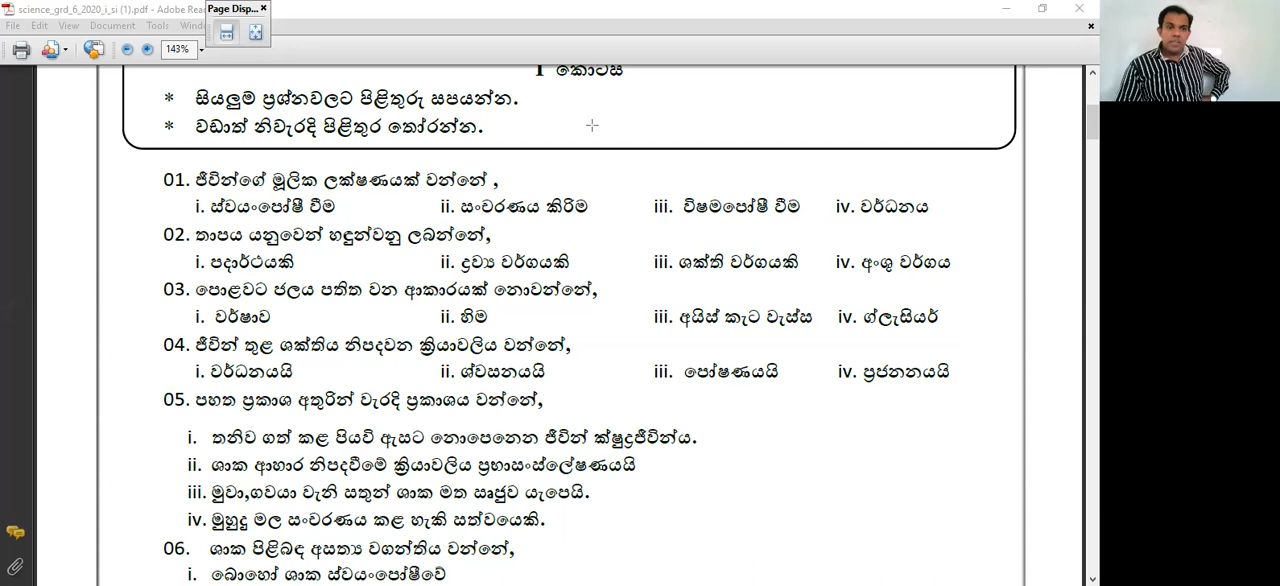 science_grd_6_2020_i_si (1).pdf - Adobe Rea
Page Disp...
File Edit View Document Tools Wind
143%
I කොටස
* සියලුම ප්‍රශ්නවලට පිළිතුරු සපයන්න.
* වඩාත් නිවැරදි පිළිතුර තෝරන්න.
01. ජීවින්ගේ මූලික ලක්ෂණයක් වන්නේ ,
i. ස්වයංපෝෂී වීම ii. සංචරණය කිරිම iii. විෂමපෝෂී වීම iv. වර්ධනය
02. තාපය යනුවෙන් හඳුන්වනු ලබන්නේ,
i. පදාර්ථයකි ii. ද්‍රව්‍ය වර්ගයකි iii. ශක්ති වර්ගයකි iv. අංශු වර්ගය
03. පොළවට ජලය පතිත වන ආකාරයක් නොවන්නේ,
i. වර්ෂාව ii. හිම iii. අයිස් කැට වැස්ස iv. ග්ලැසියර්
04. ජීවින් තුළ ශක්තිය නිපදවන ක්‍රියාවලිය වන්නේ,
i. වර්ධනයයි ii. ශ්වසනයයි iii. පෝෂණයයි iv. ප්‍රජනනයයි
05. පහත ප්‍රකාශ අතුරින් වැරදි ප්‍රකාශය වන්නේ,
i. තනිව ගත් කළ පියවි ඇසට නොපෙනෙන ජීවින් ක්ෂුද්‍රජීවින්ය.
ii. ශාක ආහාර නිපදවීමේ ක්‍රියාවලිය ප්‍රභාසංස්ලේෂණයයි
iii. මුවා,ගවයා වැනි සතුන් ශාක මත සෘජුව යැපෙයි.
iv. මුහුදු මල සංචරණය කළ හැකි සත්වයෙකි.
06. ශාක පිළිබඳ අසත්‍ය වගන්තිය වන්නේ,
i. බොහෝ ශාක ස්වයංපෝෂීවේ